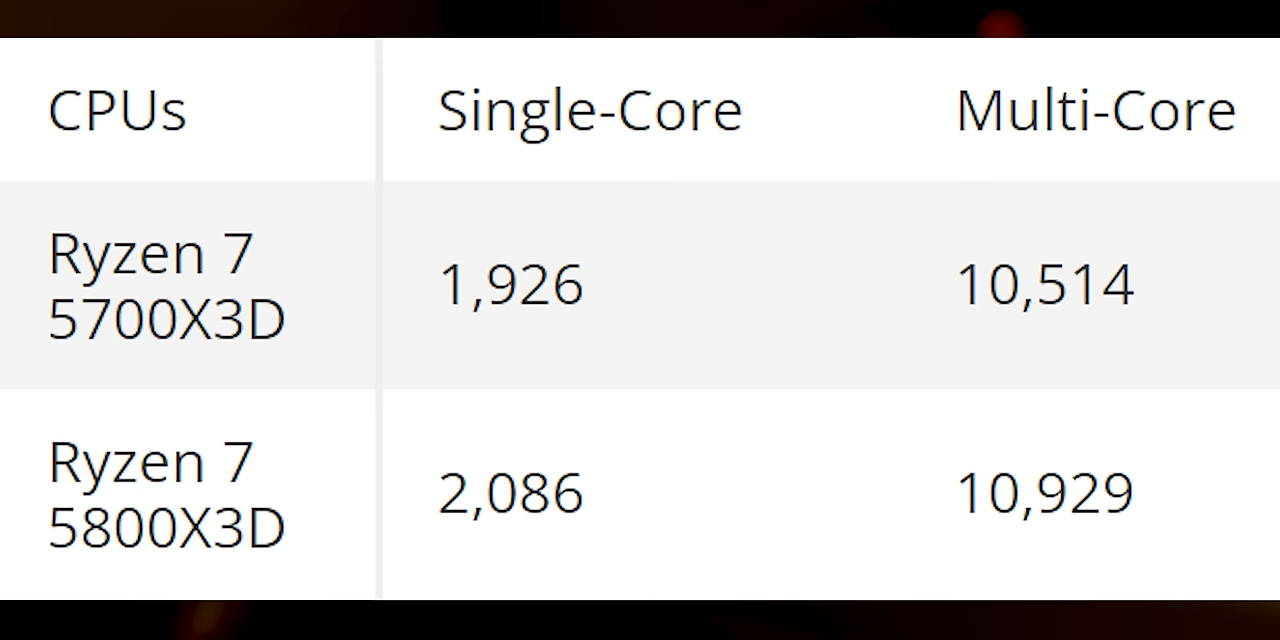 CPUs Single-Core Multi-Core
Ryzen 7
5700X3D 1,926 10,514
Ryzen 7
5800X3D 2,086 10,929